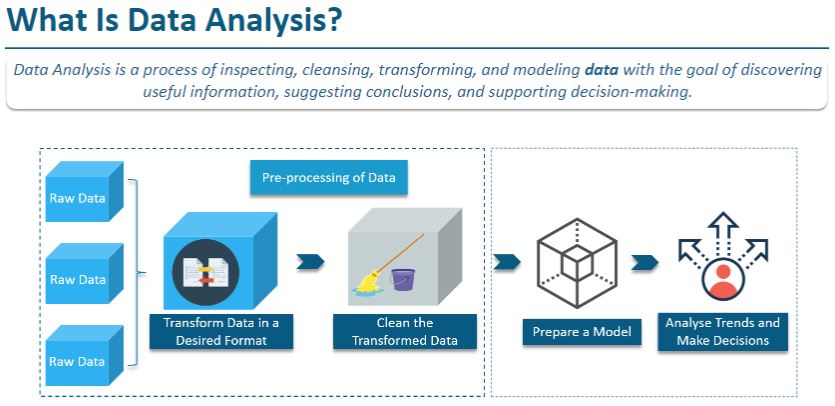 What Is Data Analysis?
Data Analysis is a process of inspecting, cleansing, transforming, and modeling data with the goal of discovering
useful information, suggesting conclusions, and supporting decision-making.
Pre-processing of Data
Raw Data
Raw Data
Raw Data
Transform Data in a
Desired Format
Clean the
Transformed Data
Prepare a Model
Analyse Trends and
Make Decisions